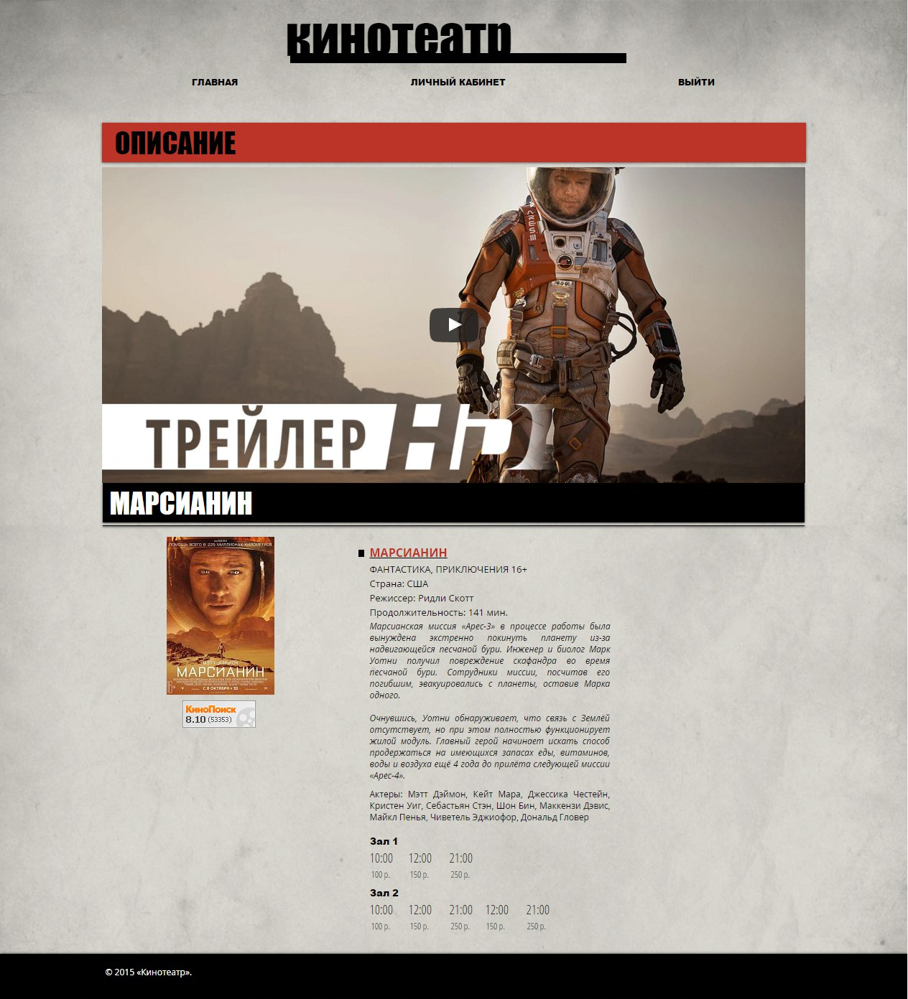 кинотеатр
ГЛАВНАЯ
ЛИЧНЫЙ КАБИНЕТ
ВЫЙТИ
ОПИСАНИЕ
ARES III
ТРЕЙЛЕР HD
МАРСИАНИН
ПОМОЩЬ ВСЕГО В 225 МИЛЛИОНАХ КИЛОМЕТРОВ
МЭТТ ДЭЙМОН
МАРСИАНИН
16+
С 8 ОКТЯБРЯ 3D
КиноПоиск
8.10 (53353)
МАРСИАНИН
ФАНТАСТИКА, ПРИКЛЮЧЕНИЯ 16+
Страна: США
Режиссер: Ридли Скотт
Продолжительность: 141 мин.
Марсианская миссия «Арес-3» в процессе работы была
вынуждена экстренно покинуть планету из-за
надвигающейся песчаной бури. Инженер и биолог Марк
Уотни получил повреждение скафандра во время
песчаной бури. Сотрудники миссии, посчитав его
погибшим, эвакуировались с планеты, оставив Марка
одного.
Очнувшись, Уотни обнаруживает, что связь с Землёй
отсутствует, но при этом полностью функционирует
жилой модуль. Главный герой начинает искать способ
продержаться на имеющихся запасах еды, витаминов,
воды и воздуха ещё 4 года до прилёта следующей миссии
«Арес-4».
Актеры: Мэтт Дэймон, Кейт Мара, Джессика Честейн,
Кристен Уиг, Себастьян Стэн, Шон Бин, Маккензи Дэвис,
Майкл Пенья, Чиветель Эджиофор, Дональд Гловер
Зал 1
10:00 12:00 21:00
100 р. 150 р. 250 р.
Зал 2
10:00 12:00 21:00 12:00 21:00
100 р. 150 р. 250 р. 150 р. 250 р.
© 2015 «Кинотеатр».